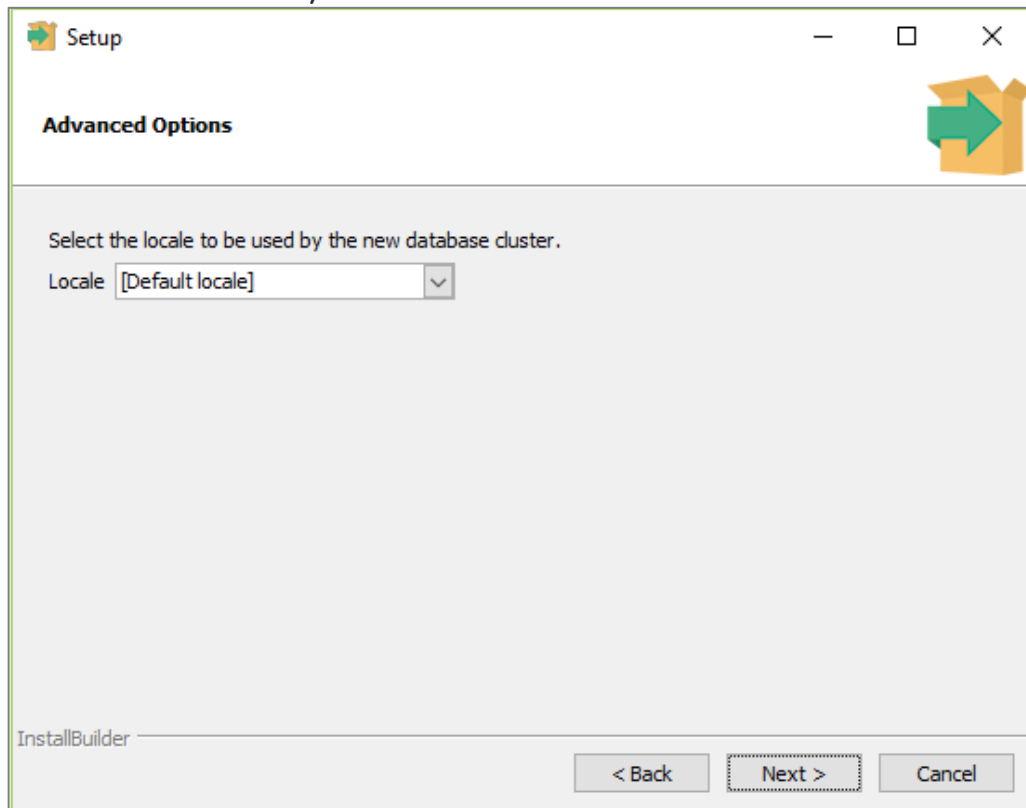 Setup
Advanced Options
Select the locale to be used by the new database cluster.
Locale [Default locale]
InstallBuilder
< Back Next > Cancel